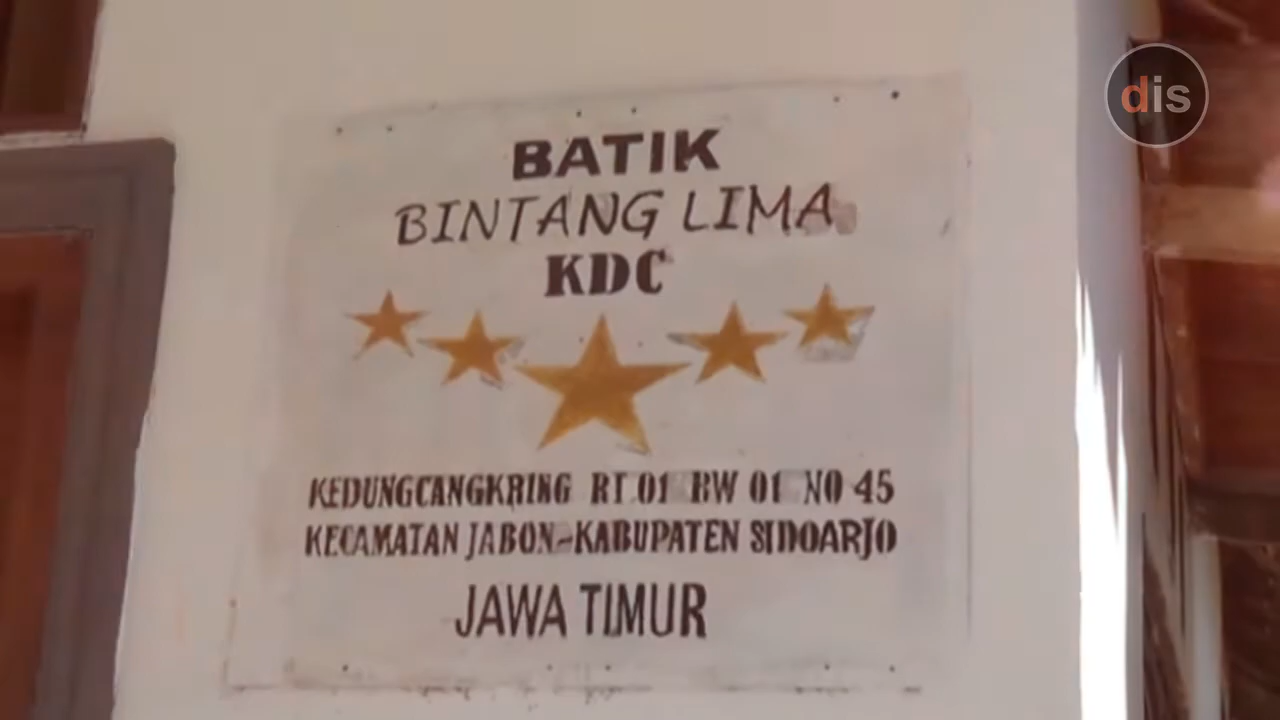 dis
BATIK
BINTANG LIMA
KDC
KEDUNGCANGKRING RT 01 RW 01 NO 45
KECAMATAN JABON-KABUPATEN SIDOARJO
JAWA TIMUR